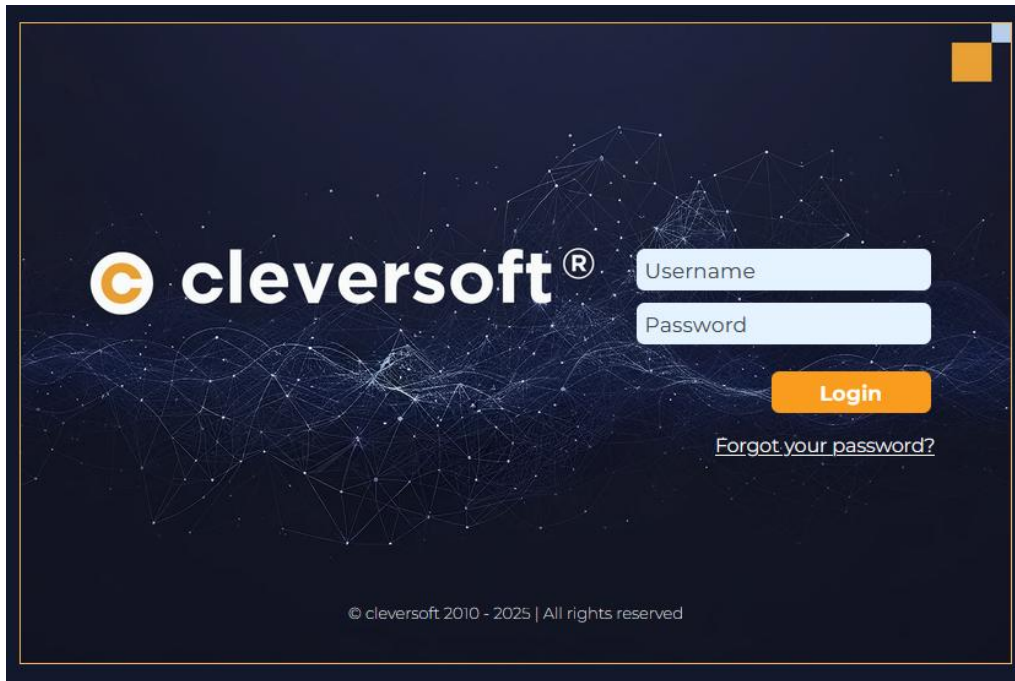 c cleversoft®
Username
Password
Login
Forgot your password?
© cleversoft 2010 - 2025 | All rights reserved